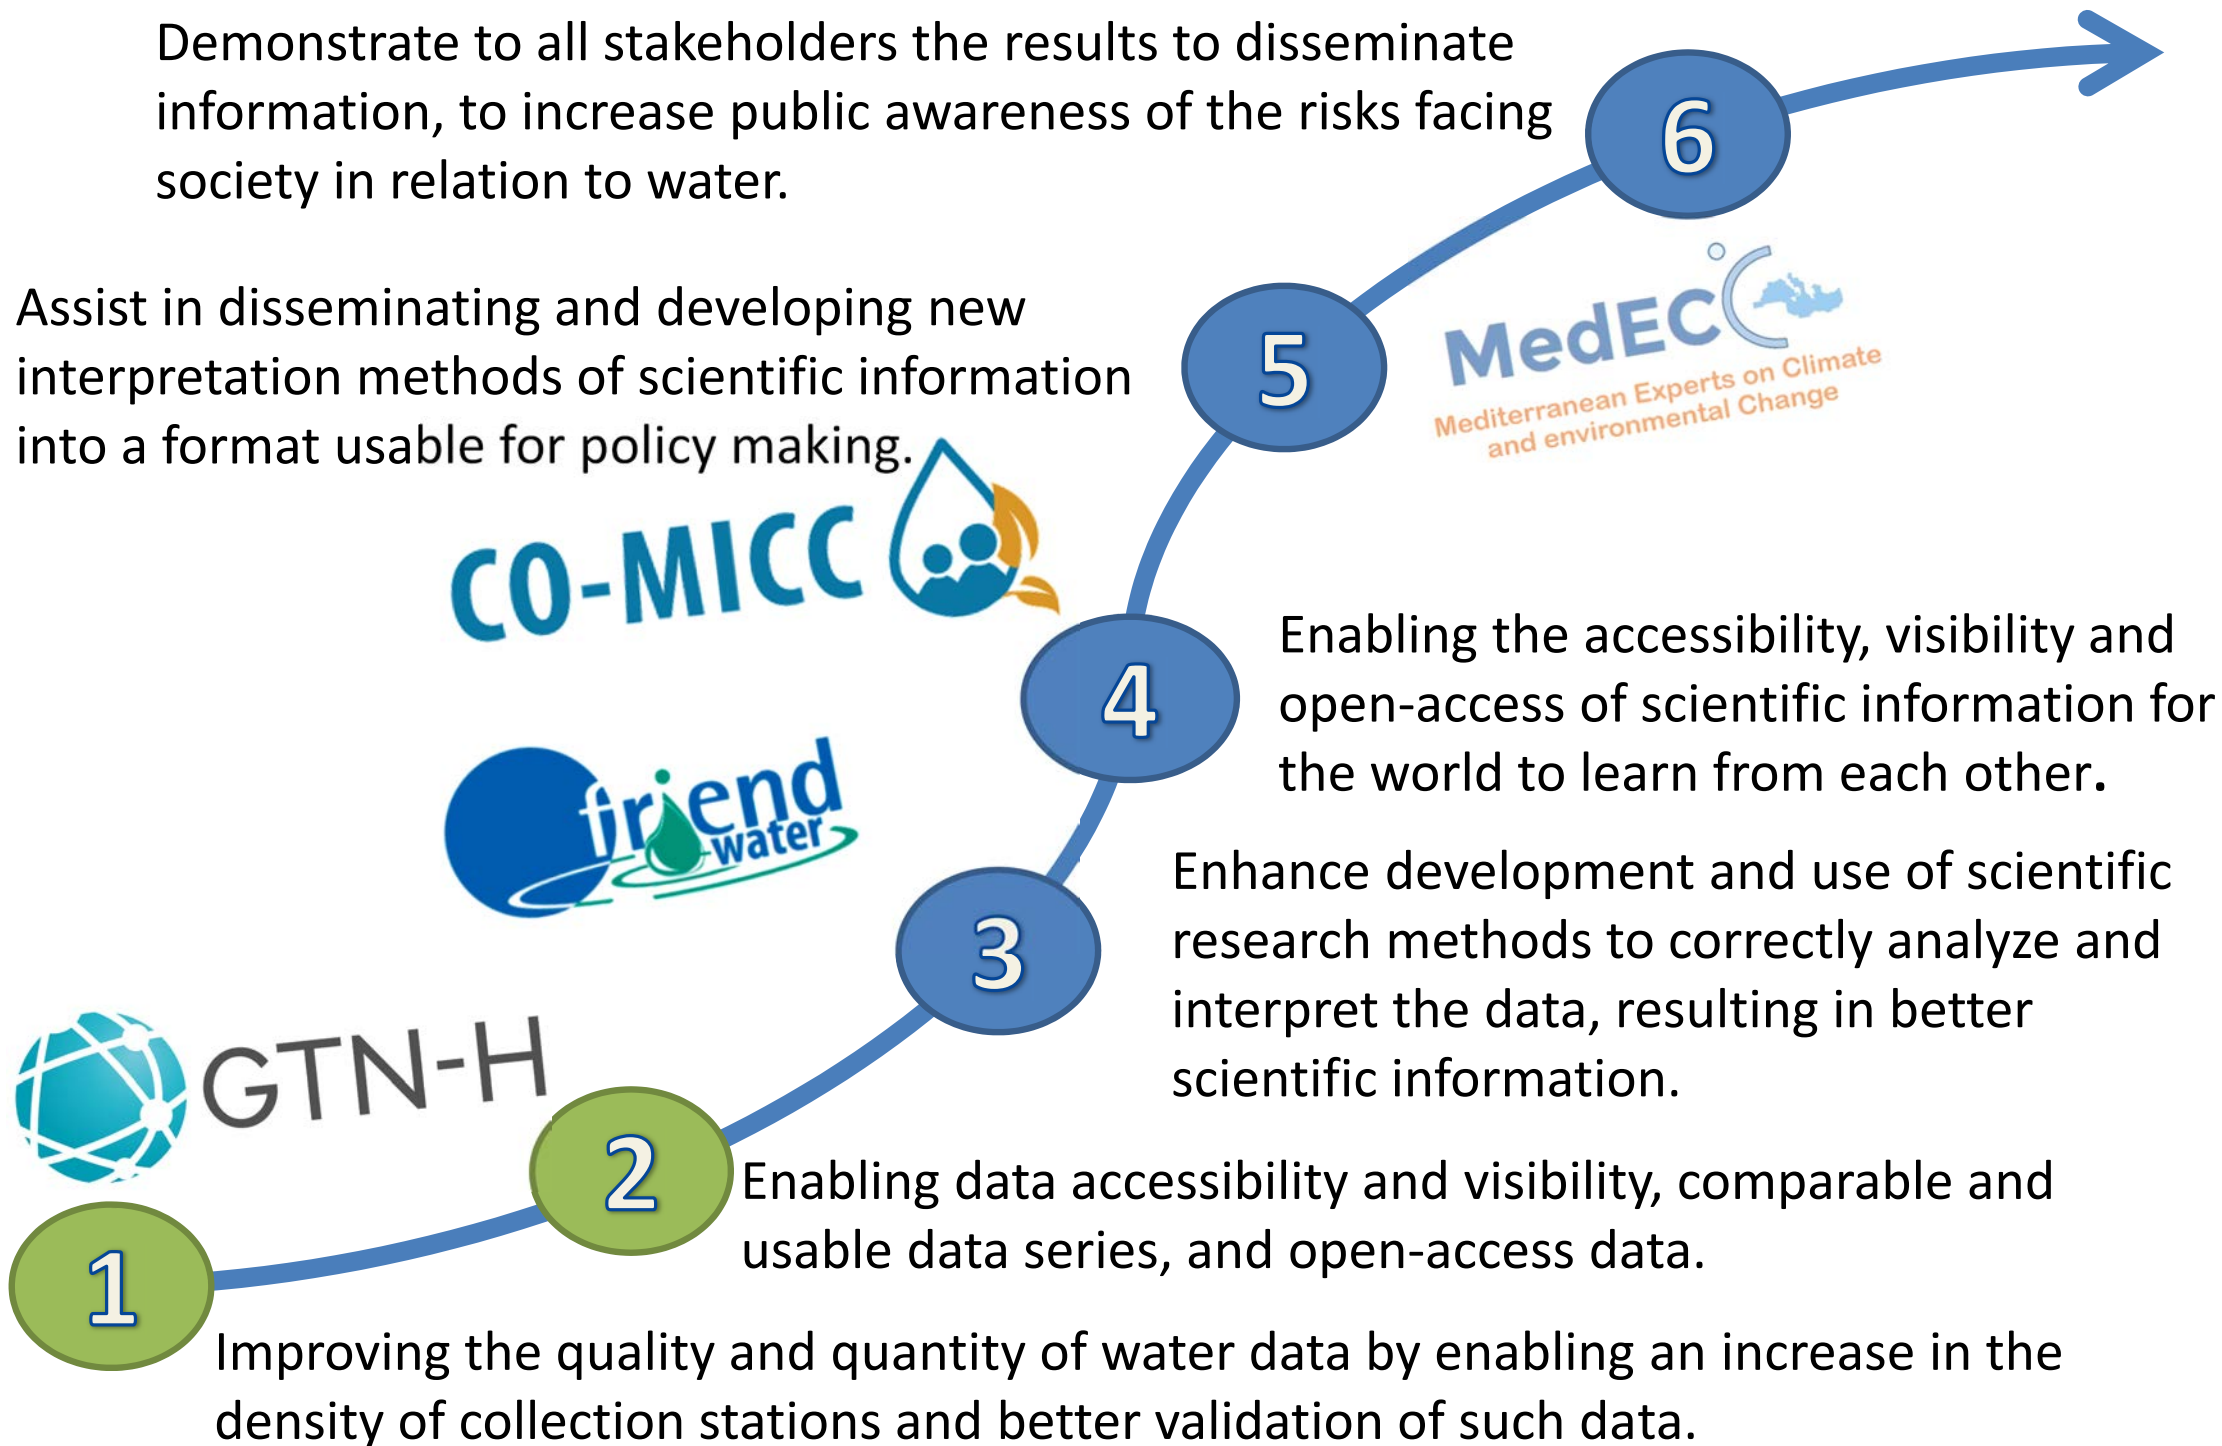 Demonstrate to all stakeholders the results to disseminate
information, to increase public awareness of the risks facing
society in relation to water.
6
Assist in disseminating and developing new
interpretation methods of scientific information
into a format usable for policy making.
5
MedECC
Mediterranean Experts on Climate
and environmental Change
CO-MICC
4
Enabling the accessibility, visibility and
open-access of scientific information for
the world to learn from each other.
friend
water
3
Enhance development and use of scientific
research methods to correctly analyze and
interpret the data, resulting in better
scientific information.
GTN-H
2
Enabling data accessibility and visibility, comparable and
usable data series, and open-access data.
1
Improving the quality and quantity of water data by enabling an increase in the
density of collection stations and better validation of such data.